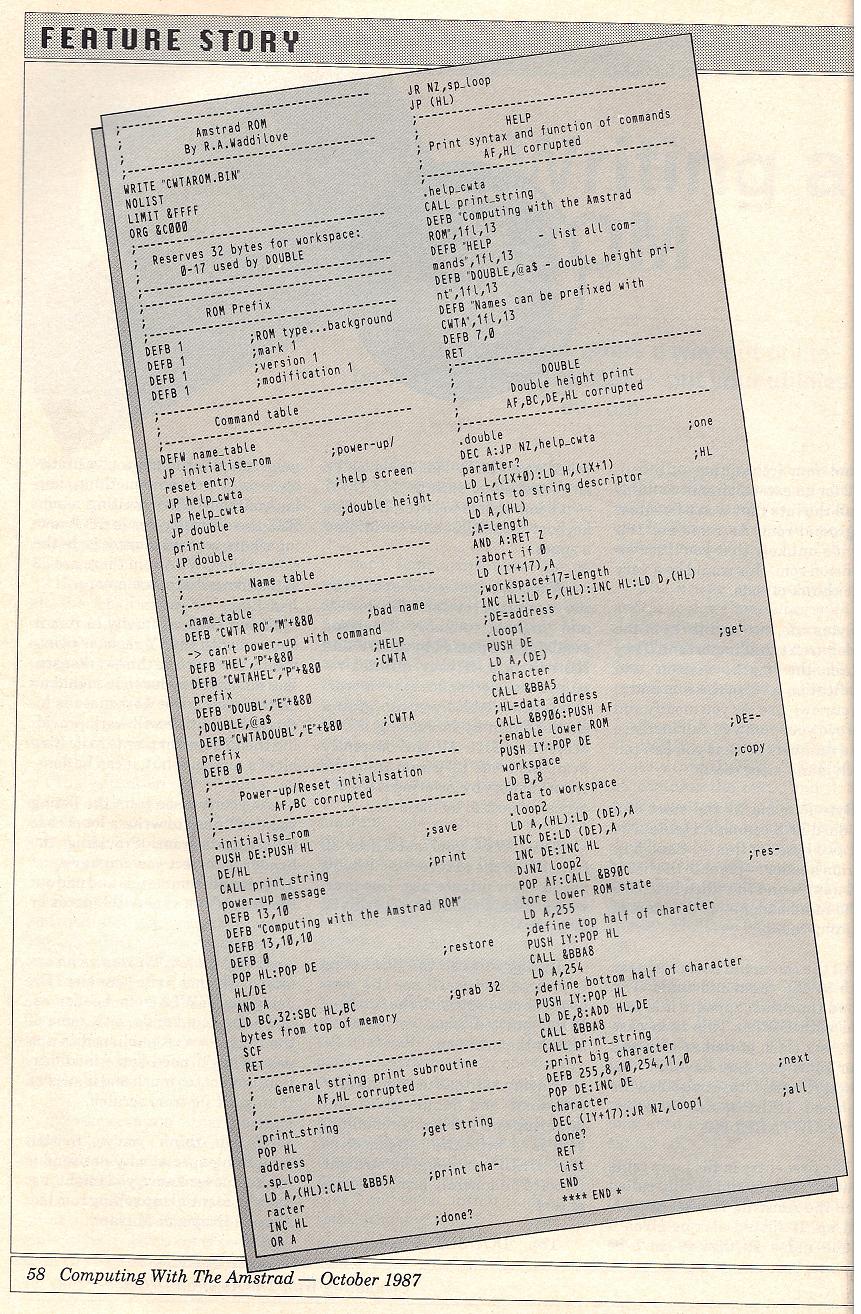 FEATURE STORY
;--------------------------------
; Amstrad ROM
; By R.A.Waddilove
;
;--------------------------------
WRITE "CWTAROM.BIN"
NOLIST
LIMIT &FFFF
ORG &C000
;--------------------------------
; Reserves 32 bytes for workspace:
; 0-17 used by DOUBLE
;--------------------------------
;--------------------------------
; ROM Prefix
;
;--------------------------------
DEFB 1 ;ROM type...background
DEFB 1 ;mark 1
DEFB 1 ;version 1
DEFB 1 ;modification 1
;--------------------------------
; Command table
;
;--------------------------------
DEFW name_table
JP initialise_rom ;power-up/
reset entry
JP help_cwta ;help screen
JP help_cwta
JP double ;double height
print
JP double
;--------------------------------
; Name table
;
;--------------------------------
.name_table
DEFB "CWTA RO","M"+&80 ;bad name
-> can't power-up with command
DEFB "HEL","P"+&80 ;HELP
DEFB "CWTAHEL","P"+&80 ;CWTA
prefix
DEFB "DOUBL","E"+&80
;DOUBLE,@a$
DEFB "CWTADOUBL","E"+&80 ;CWTA
prefix
DEFB 0
;--------------------------------
; Power-up/Reset intialisation
; AF,BC corrupted
;
;--------------------------------
.initialise_rom
PUSH DE:PUSH HL ;save
DE/HL
CALL print_string ;print
power-up message
DEFB 13,10
DEFB "Computing with the Amstrad ROM"
DEFB 13,10,10
DEFB 0
POP HL:POP DE ;restore
HL/DE
AND A
LD BC,32:SBC HL,BC ;grab 32
bytes from top of memory
SCF
RET
;--------------------------------
; General string print subroutine
; AF,HL corrupted
;
;--------------------------------
.print_string
POP HL ;get string
address
.sp_loop
LD A,(HL):CALL &BB5A ;print cha-
racter
INC HL
OR A ;done?
JR NZ,sp_loop
JP (HL)
;--------------------------------
; HELP
; Print syntax and function of commands
; AF,HL corrupted
;
;--------------------------------
.help_cwta
CALL print_string
DEFB "Computing with the Amstrad
ROM",1fl,13
DEFB "HELP - list all com-
mands",1fl,13
DEFB "DOUBLE,@a$ - double height pri-
nt",1fl,13
DEFB "Names can be prefixed with
CWTA",1fl,13
DEFB 7,0
RET
;--------------------------------
; DOUBLE
; Double height print
; AF,BC,DE,HL corrupted
;
;--------------------------------
.double
DEC A:JP NZ,help_cwta ;one
paramter?
LD L,(IX+0):LD H,(IX+1) ;HL
points to string descriptor
LD A,(HL)
;A=length
AND A:RET Z
;abort if 0
LD (IY+17),A
;workspace+17=length
INC HL:LD E,(HL):INC HL:LD D,(HL)
;DE=address
.loop1
PUSH DE
LD A,(DE) ;get
character
CALL &BBA5
;HL=data address
CALL &B906:PUSH AF
;enable lower ROM
PUSH IY:POP DE ;DE=-
workspace
LD B,8 ;copy
data to workspace
.loop2
LD A,(HL):LD (DE),A
INC DE:LD (DE),A
INC DE:INC HL
DJNZ loop2
POP AF:CALL &B90C ;res-
tore lower ROM state
LD A,255
;define top half of character
PUSH IY:POP HL
CALL &BBA8
LD A,254
;define bottom half of character
PUSH IY:POP HL
LD DE,8:ADD HL,DE
CALL &BBA8
CALL print_string
;print big character
DEFB 255,8,10,254,11,0
POP DE:INC DE ;next
character
DEC (IY+17):JR NZ,loop1 ;all
done?
RET
list
END
**** END *
58 Computing With The Amstrad — October 1987